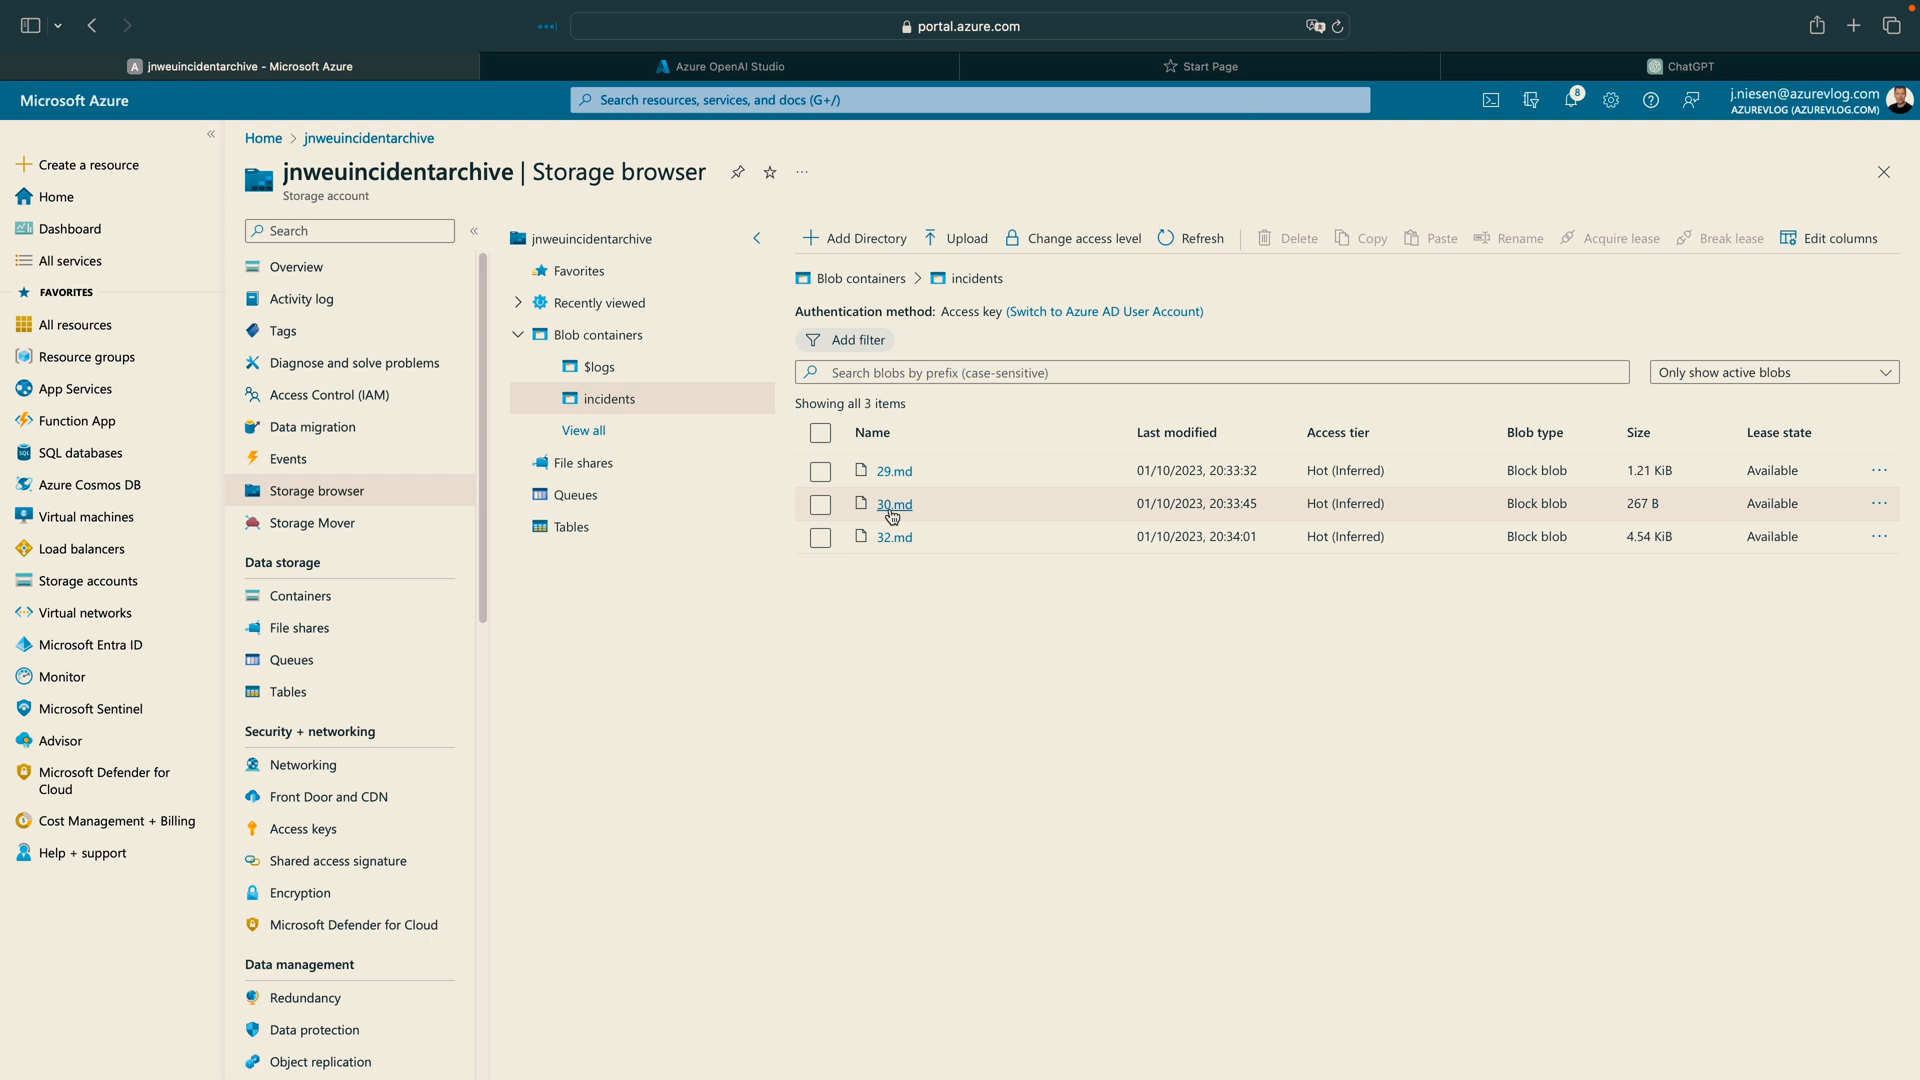 portal.azure.com
jnweuincidentarchive - Microsoft Azure
Azure OpenAI Studio
Start Page
ChatGPT
Microsoft Azure
Search resources, services, and docs (G+/)
8
j.niesen@azurevlog.com
AZUREVLOG (AZUREVLOG.COM)
Create a resource
Home
Dashboard
All services
FAVORITES
All resources
Resource groups
App Services
Function App
SQL databases
Azure Cosmos DB
Virtual machines
Load balancers
Storage accounts
Virtual networks
Microsoft Entra ID
Monitor
Microsoft Sentinel
Advisor
Microsoft Defender for
Cloud
Cost Management + Billing
Help + support
Home > jnweuincidentarchive
jnweuincidentarchive | Storage browser
Storage account
Search
Overview
Activity log
Tags
Diagnose and solve problems
Access Control (IAM)
Data migration
Events
Storage browser
Storage Mover
Data storage
Containers
File shares
Queues
Tables
Security + networking
Networking
Front Door and CDN
Access keys
Shared access signature
Encryption
Microsoft Defender for Cloud
Data management
Redundancy
Data protection
Object replication
jnweuincidentarchive
Favorites
Recently viewed
Blob containers
$logs
incidents
View all
File shares
Queues
Tables
Add Directory Upload Change access level Refresh Delete Copy Paste Rename Acquire lease Break lease Edit columns
Blob containers > incidents
Authentication method: Access key (Switch to Azure AD User Account)
Add filter
Search blobs by prefix (case-sensitive)
Only show active blobs
Showing all 3 items
Name Last modified Access tier Blob type Size Lease state
29.md 01/10/2023, 20:33:32 Hot (Inferred) Block blob 1.21 KiB Available
30.md 01/10/2023, 20:33:45 Hot (Inferred) Block blob 267 B Available
32.md 01/10/2023, 20:34:01 Hot (Inferred) Block blob 4.54 KiB Available